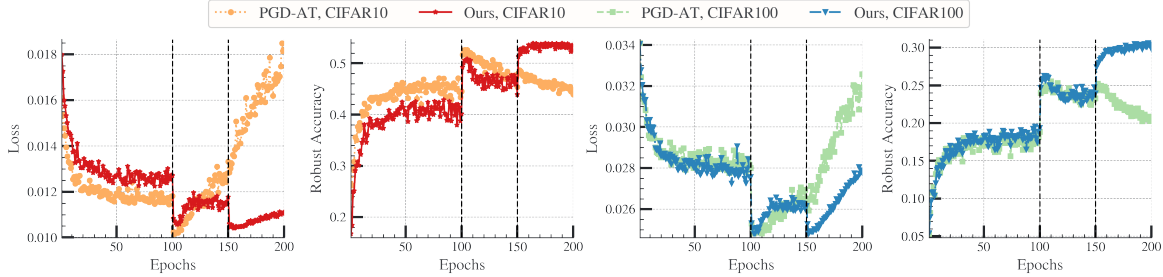 PGD-AT, CIFAR10 Ours, CIFAR10 PGD-AT, CIFAR100 Ours, CIFAR100
0.018
0.016
0.014
0.012
0.010
Loss
50 100 150 200
Epochs
0.5
0.4
0.3
0.2
Robust Accuracy
50 100 150 200
Epochs
0.034
0.032
0.030
0.028
0.026
Loss
50 100 150 200
Epochs
0.30
0.25
0.20
0.15
0.10
0.05
Robust Accuracy
50 100 150 200
Epochs